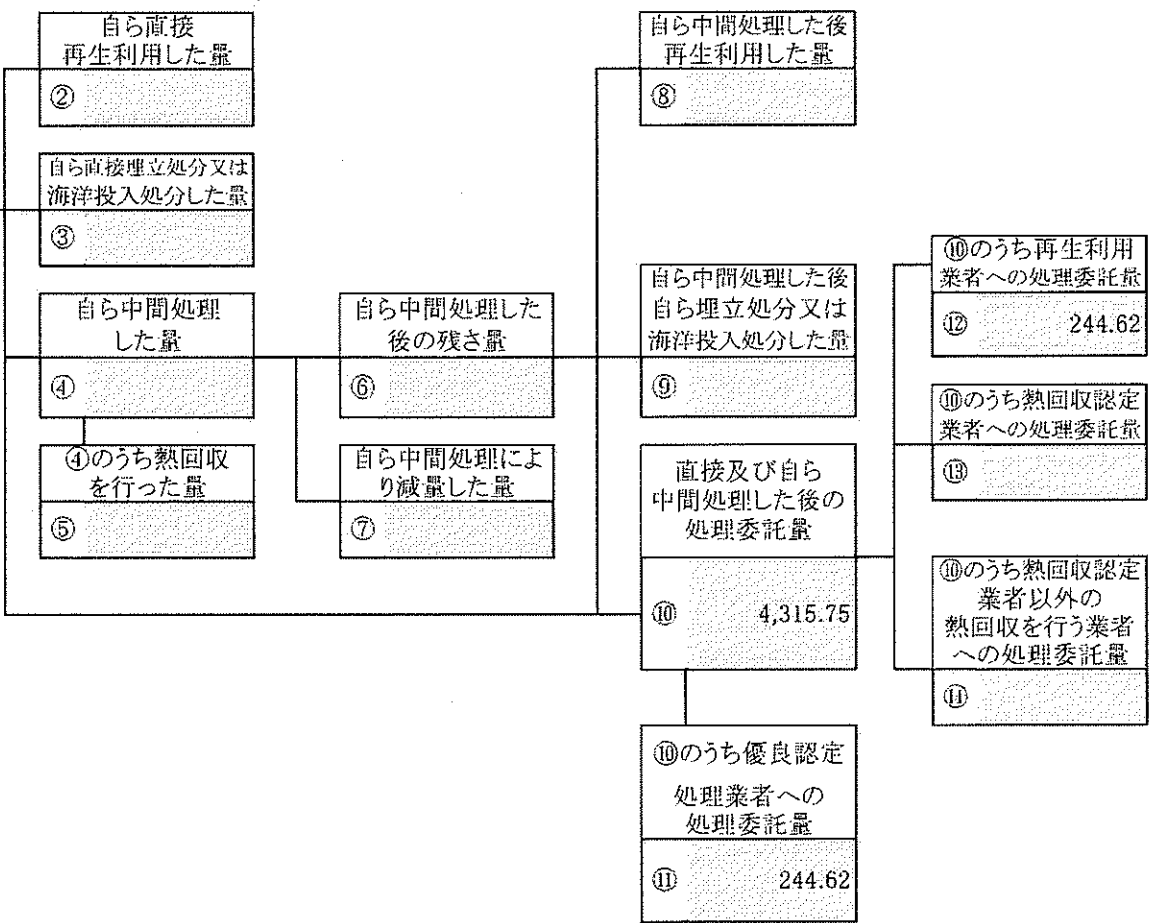 自ら直接
再生利用した量
②
自ら直接埋立処分又は
海洋投入処分した量
③
自ら中間処理
した量
④
④のうち熱回収
を行った量
⑤
自ら中間処理した
後の残さ量
⑥
自ら中間処理によ
り減量した量
⑦
自ら中間処理した後
再生利用した量
⑧
自ら中間処理した後
自ら埋立処分又は
海洋投入処分した量
⑨
直接及び自ら
中間処理した後の
処理委託量
⑩ 4,315.75
⑩のうち優良認定
処理業者への
処理委託量
⑪ 244.62
⑩のうち再生利用
業者への処理委託量
⑫ 244.62
⑩のうち熱回収認定
業者への処理委託量
⑬
⑩のうち熱回収認定
業者以外の
熱回収を行う業者
への処理委託量
⑭